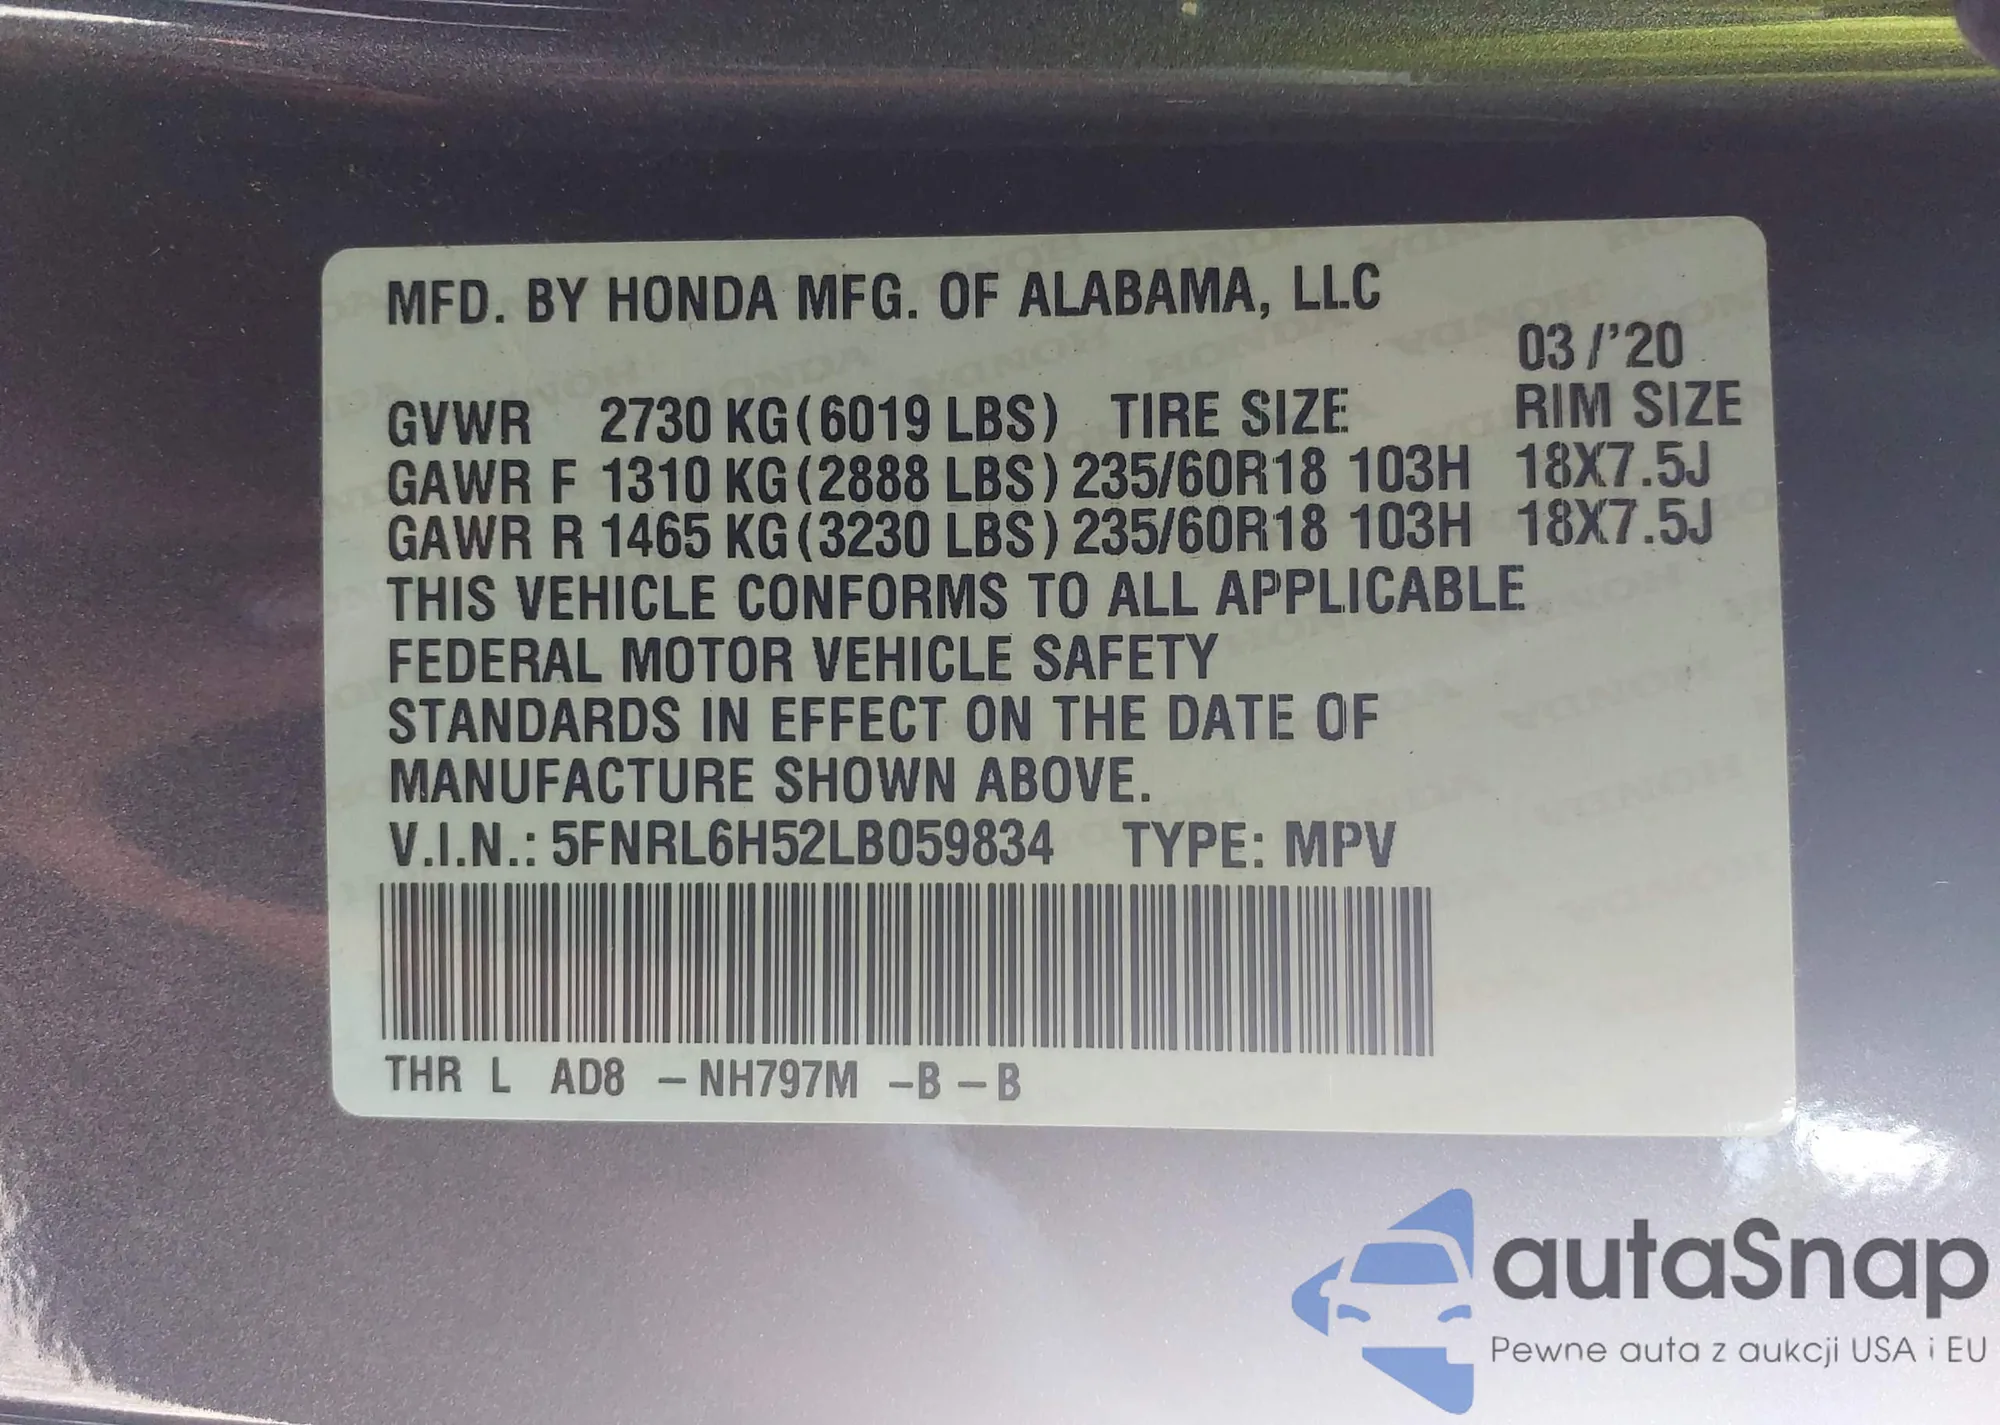 MFD. BY HONDA MFG. OF ALABAMA, LLC
03/'20
GVWR 2730 KG(6019 LBS) TIRE SIZE RIM SIZE
GAWR F 1310 KG(2888 LBS) 235/60R18 103H 18X7.5J
GAWR R 1465 KG(3230 LBS) 235/60R18 103H 18X7.5J
THIS VEHICLE CONFORMS TO ALL APPLICABLE
FEDERAL MOTOR VEHICLE SAFETY
STANDARDS IN EFFECT ON THE DATE OF
MANUFACTURE SHOWN ABOVE.
V.I.N.: 5FNRL6H52LB059834 TYPE: MPV
THR L AD8 – NH797M –B – B
autaSnap
Pewne auta z aukcji USA i EU